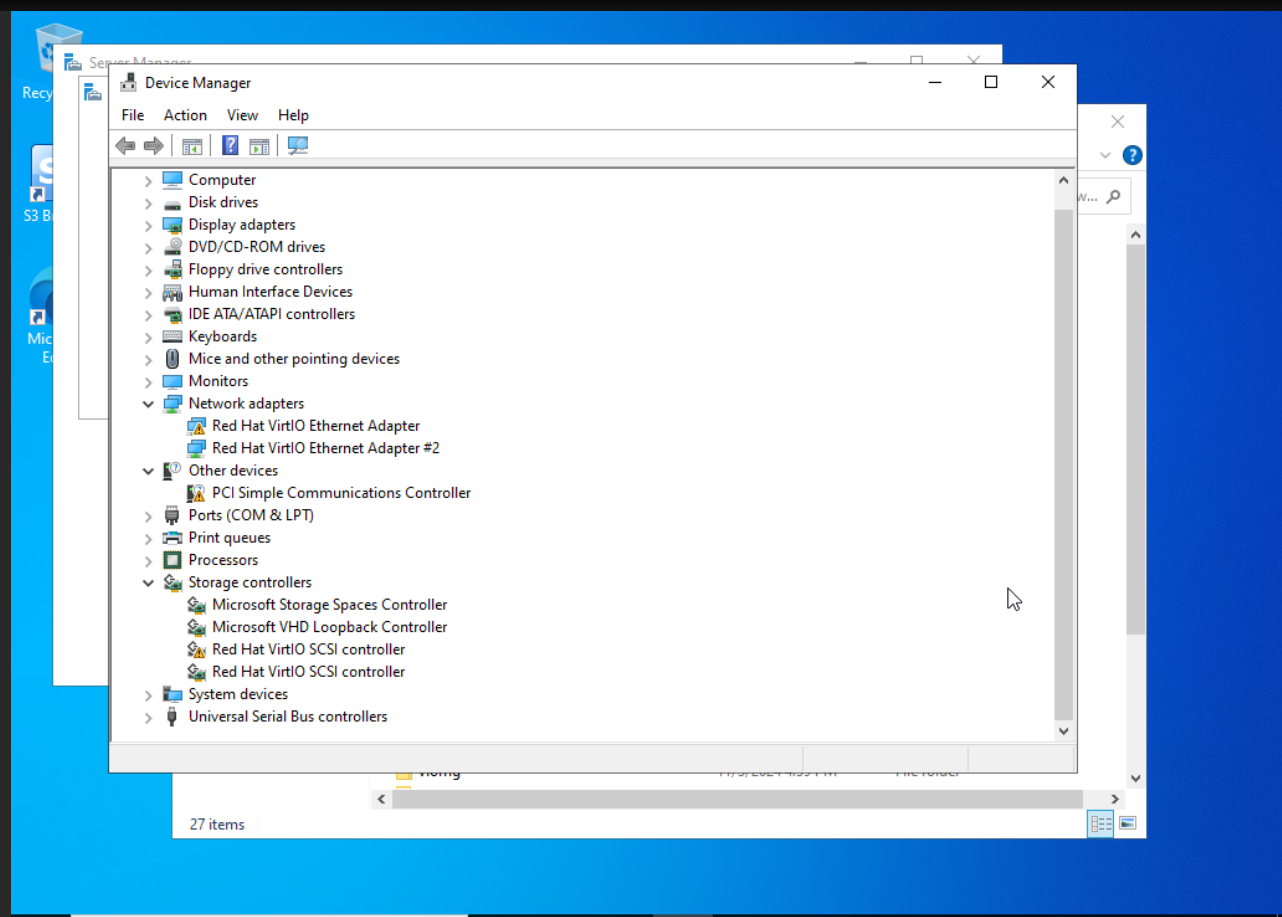 Recy
Server Manager
Device Manager
File Action View Help
S3 B
Mic
Ed
Computer
Disk drives
Display adapters
DVD/CD-ROM drives
Floppy drive controllers
Human Interface Devices
IDE ATA/ATAPI controllers
Keyboards
Mice and other pointing devices
Monitors
Network adapters
Red Hat VirtIO Ethernet Adapter
Red Hat VirtIO Ethernet Adapter #2
Other devices
PCI Simple Communications Controller
Ports (COM & LPT)
Print queues
Processors
Storage controllers
Microsoft Storage Spaces Controller
Microsoft VHD Loopback Controller
Red Hat VirtIO SCSI controller
Red Hat VirtIO SCSI controller
System devices
Universal Serial Bus controllers
w...
27 items